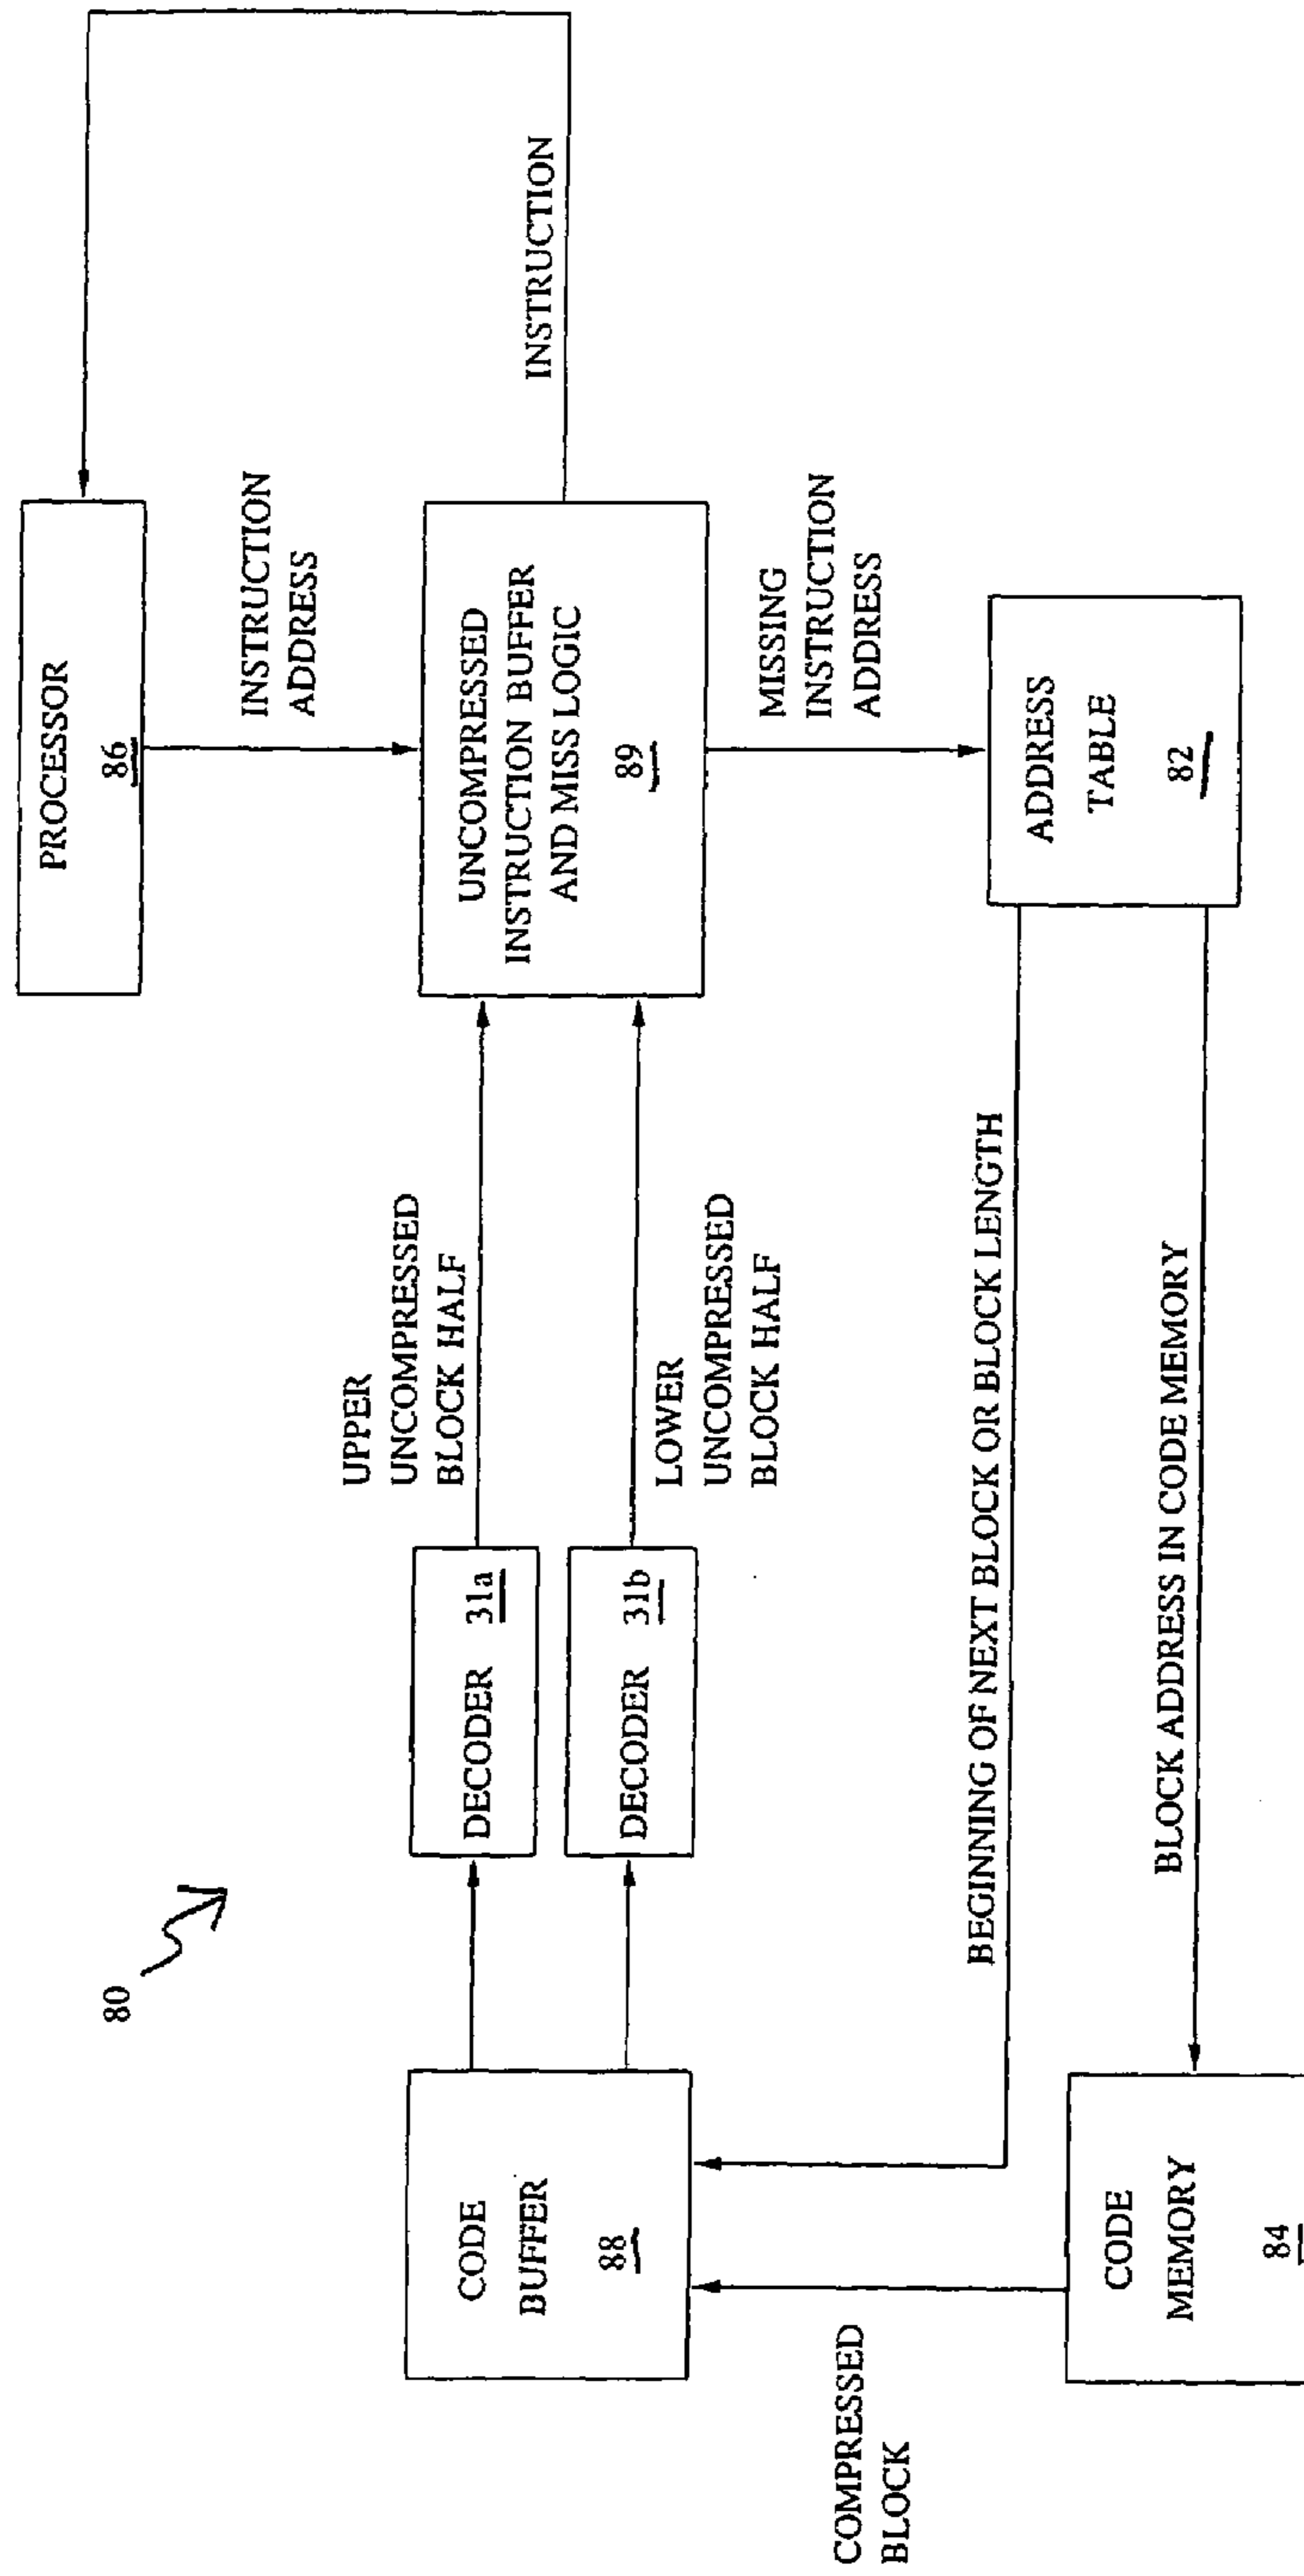 80
PROCESSOR
86
INSTRUCTION
ADDRESS
INSTRUCTION
UNCOMPRESSED
INSTRUCTION BUFFER
AND MISS LOGIC
89
UPPER
UNCOMPRESSED
BLOCK HALF
LOWER
UNCOMPRESSED
BLOCK HALF
DECODER 31a
DECODER 31b
CODE
BUFFER
88
MISSING
INSTRUCTION
ADDRESS
ADDRESS
TABLE
82
BEGINNING OF NEXT BLOCK OR BLOCK LENGTH
BLOCK ADDRESS IN CODE MEMORY
COMPRESSED
BLOCK
CODE
MEMORY
84